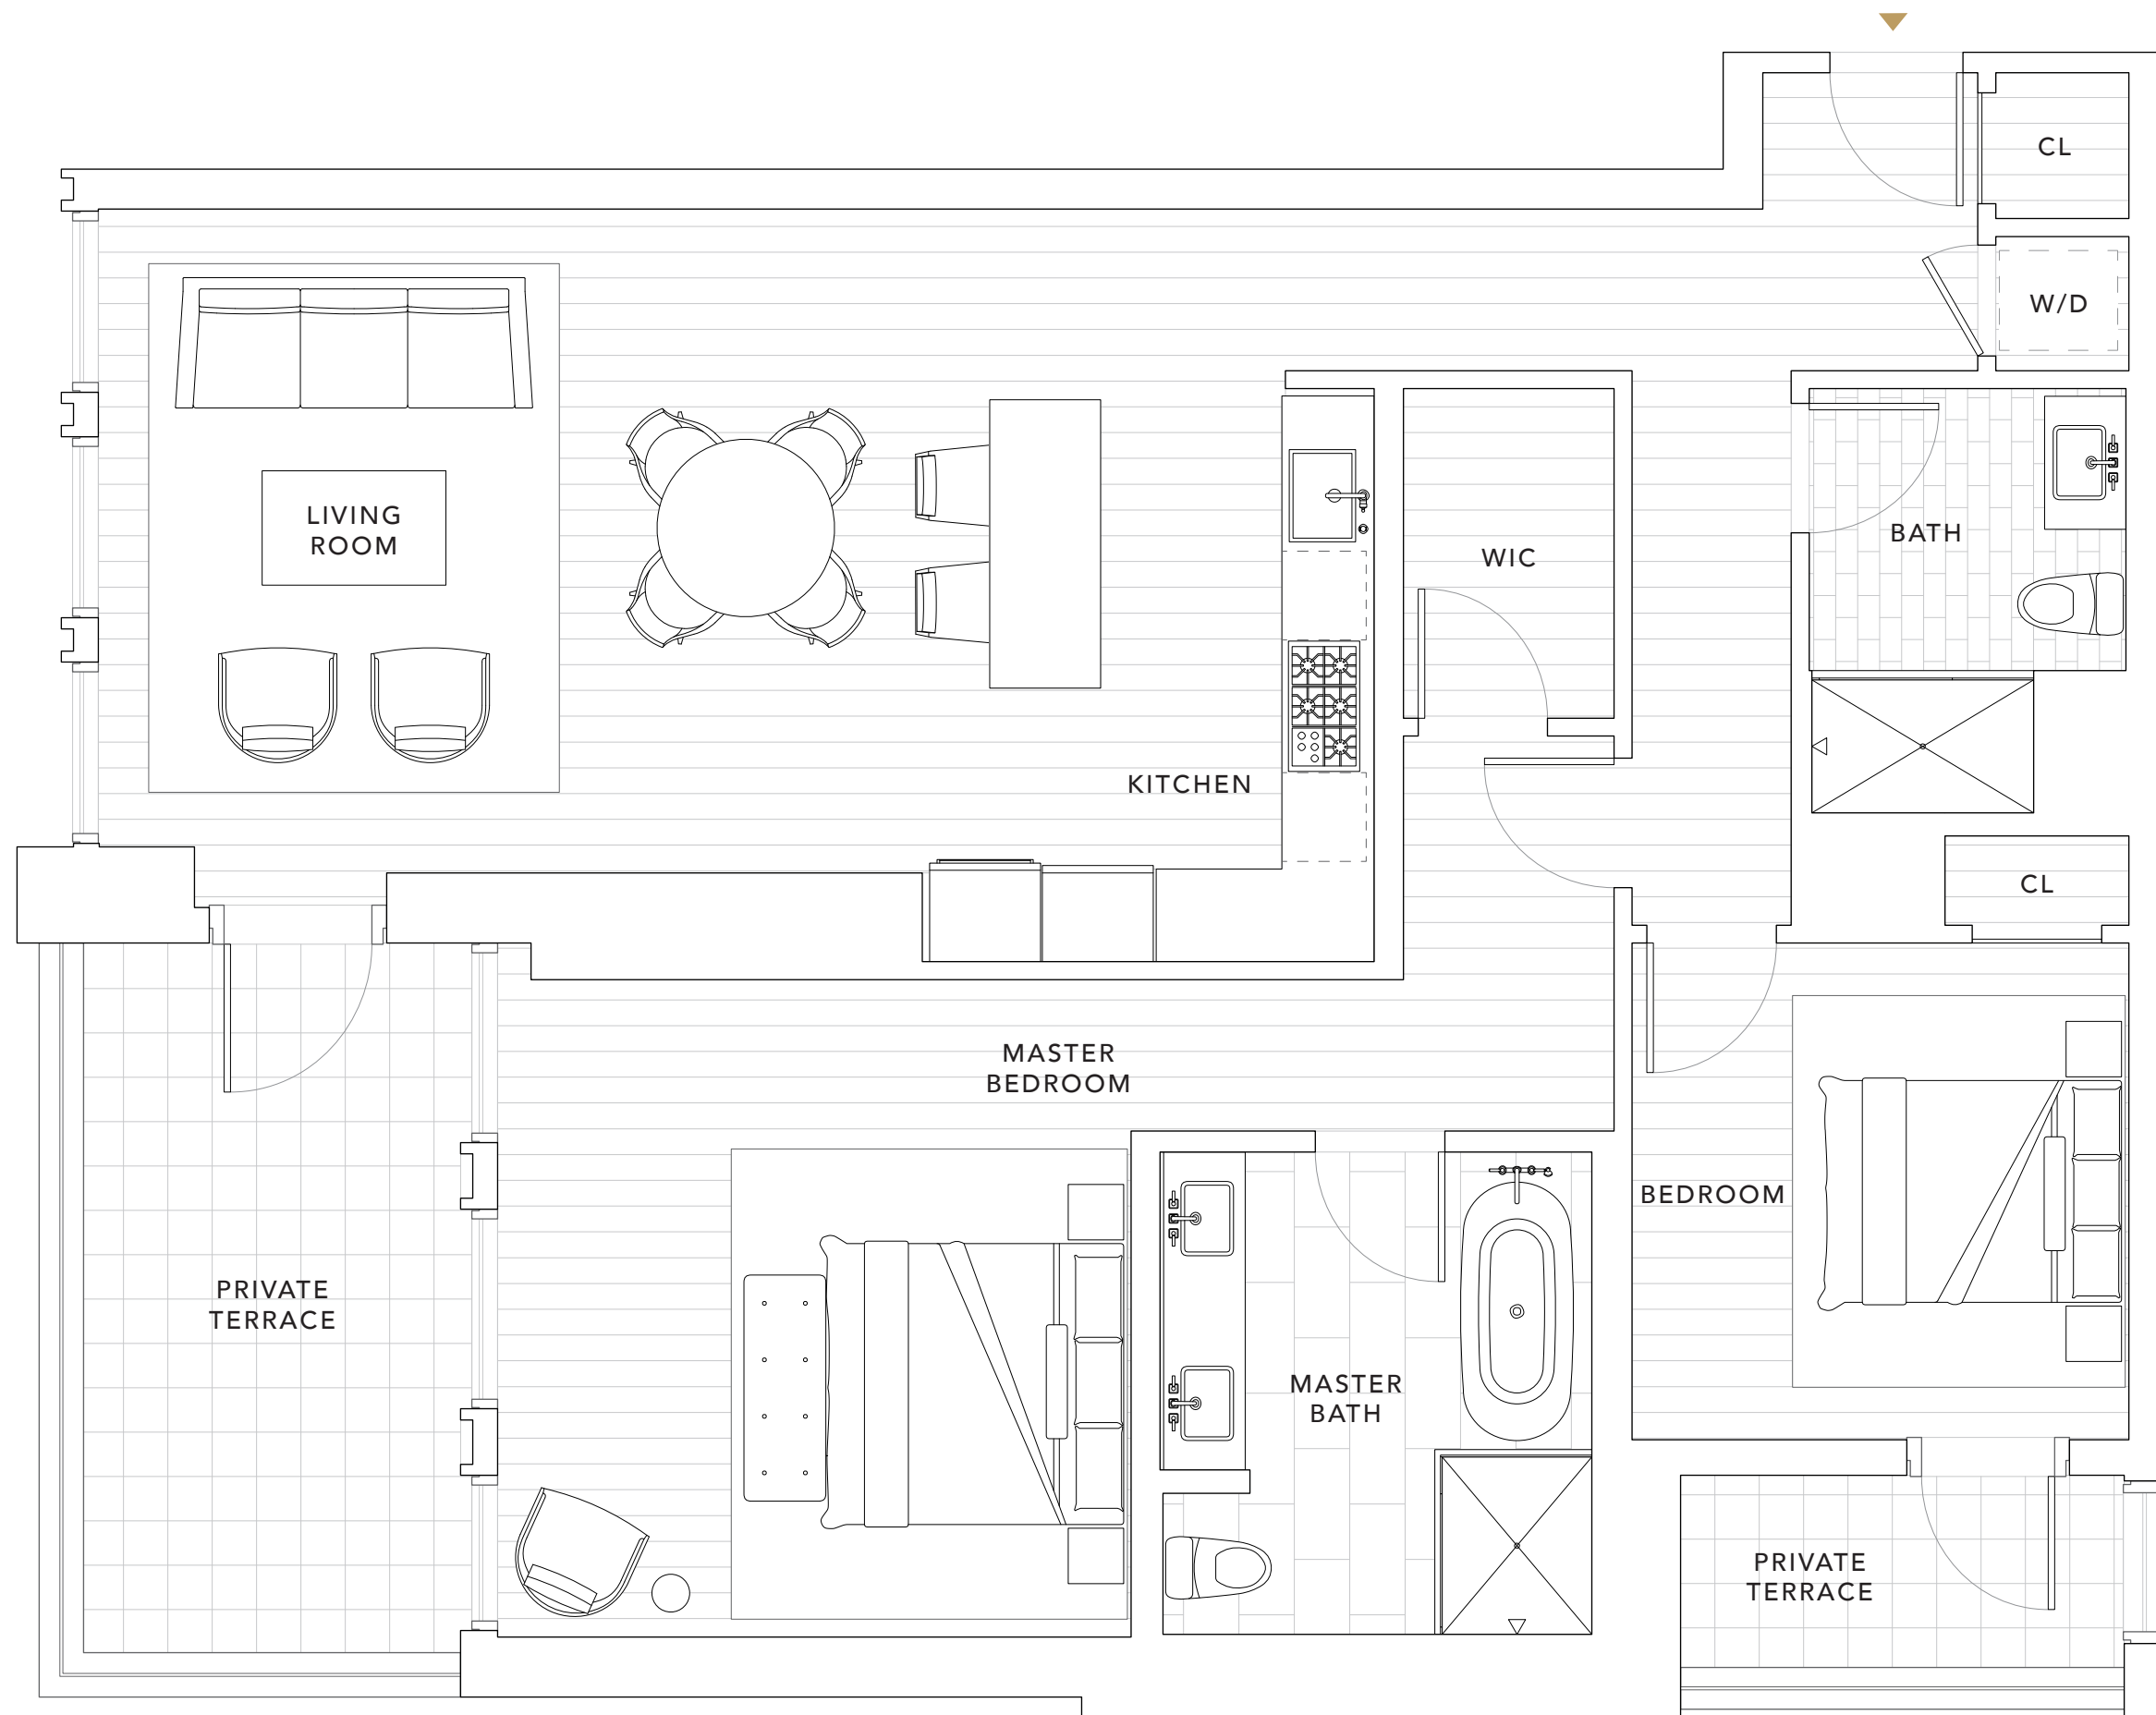 CL
W/D
LIVING
ROOM
BATH
WIC
KITCHEN
CL
MASTER
BEDROOM
BEDROOM
PRIVATE
TERRACE
MASTER
BATH
PRIVATE
TERRACE